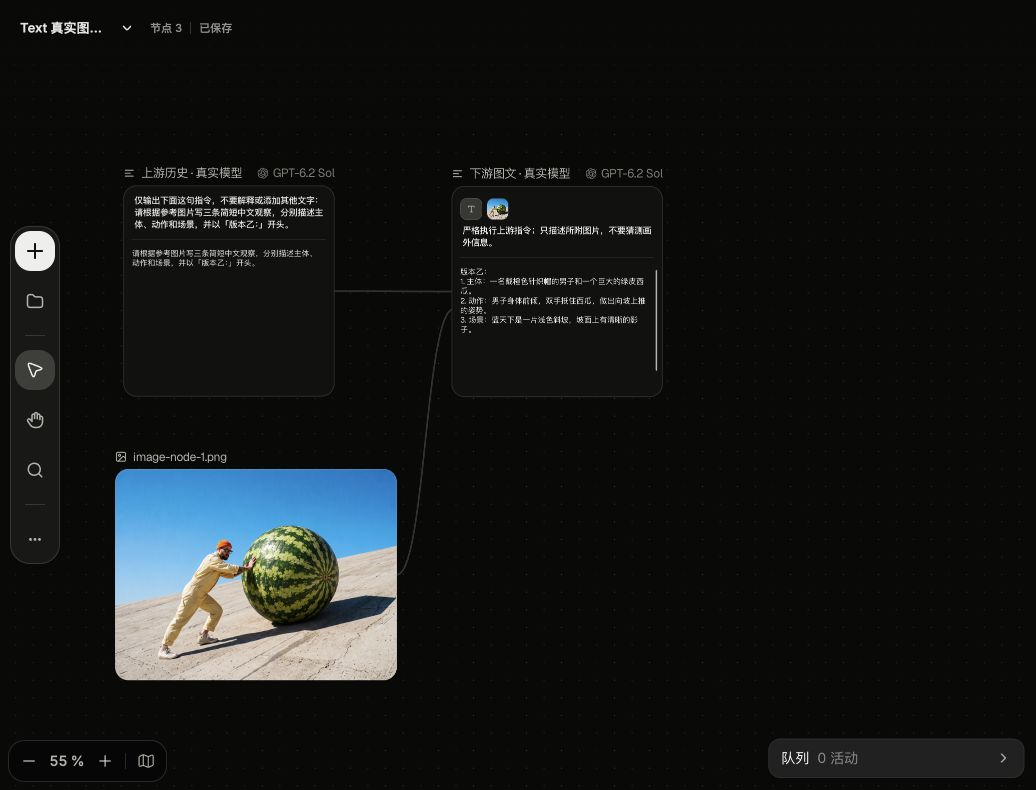 Text 真实图...
节点 3
已保存
上游历史 · 真实模型
GPT-6.2 Sol
仅输出下面这句指令，不要解释或添加其他文字：
请根据参考图片写三条简短中文观察，分别描述主
体、动作和场景，并以「版本乙：」开头。
请根据参考图片写三条简短中文观察，分别描述主体、
动作和场景，并以「版本乙：」开头。
下游图文 · 真实模型
GPT-6.2 Sol
T
严格执行上游指令；只描述所附图片，不要猜测画
外信息。
版本乙：
1. 主体：一名戴橙色针织帽的男子和一个巨大的绿皮西
瓜。
2. 动作：男子身体前倾，双手抵住西瓜，做出向坡上推
的姿势。
3. 场景：蓝天下是一片浅色斜坡，坡面上有清晰的影
子。
image-node-1.png
55 %
队列 0 活动